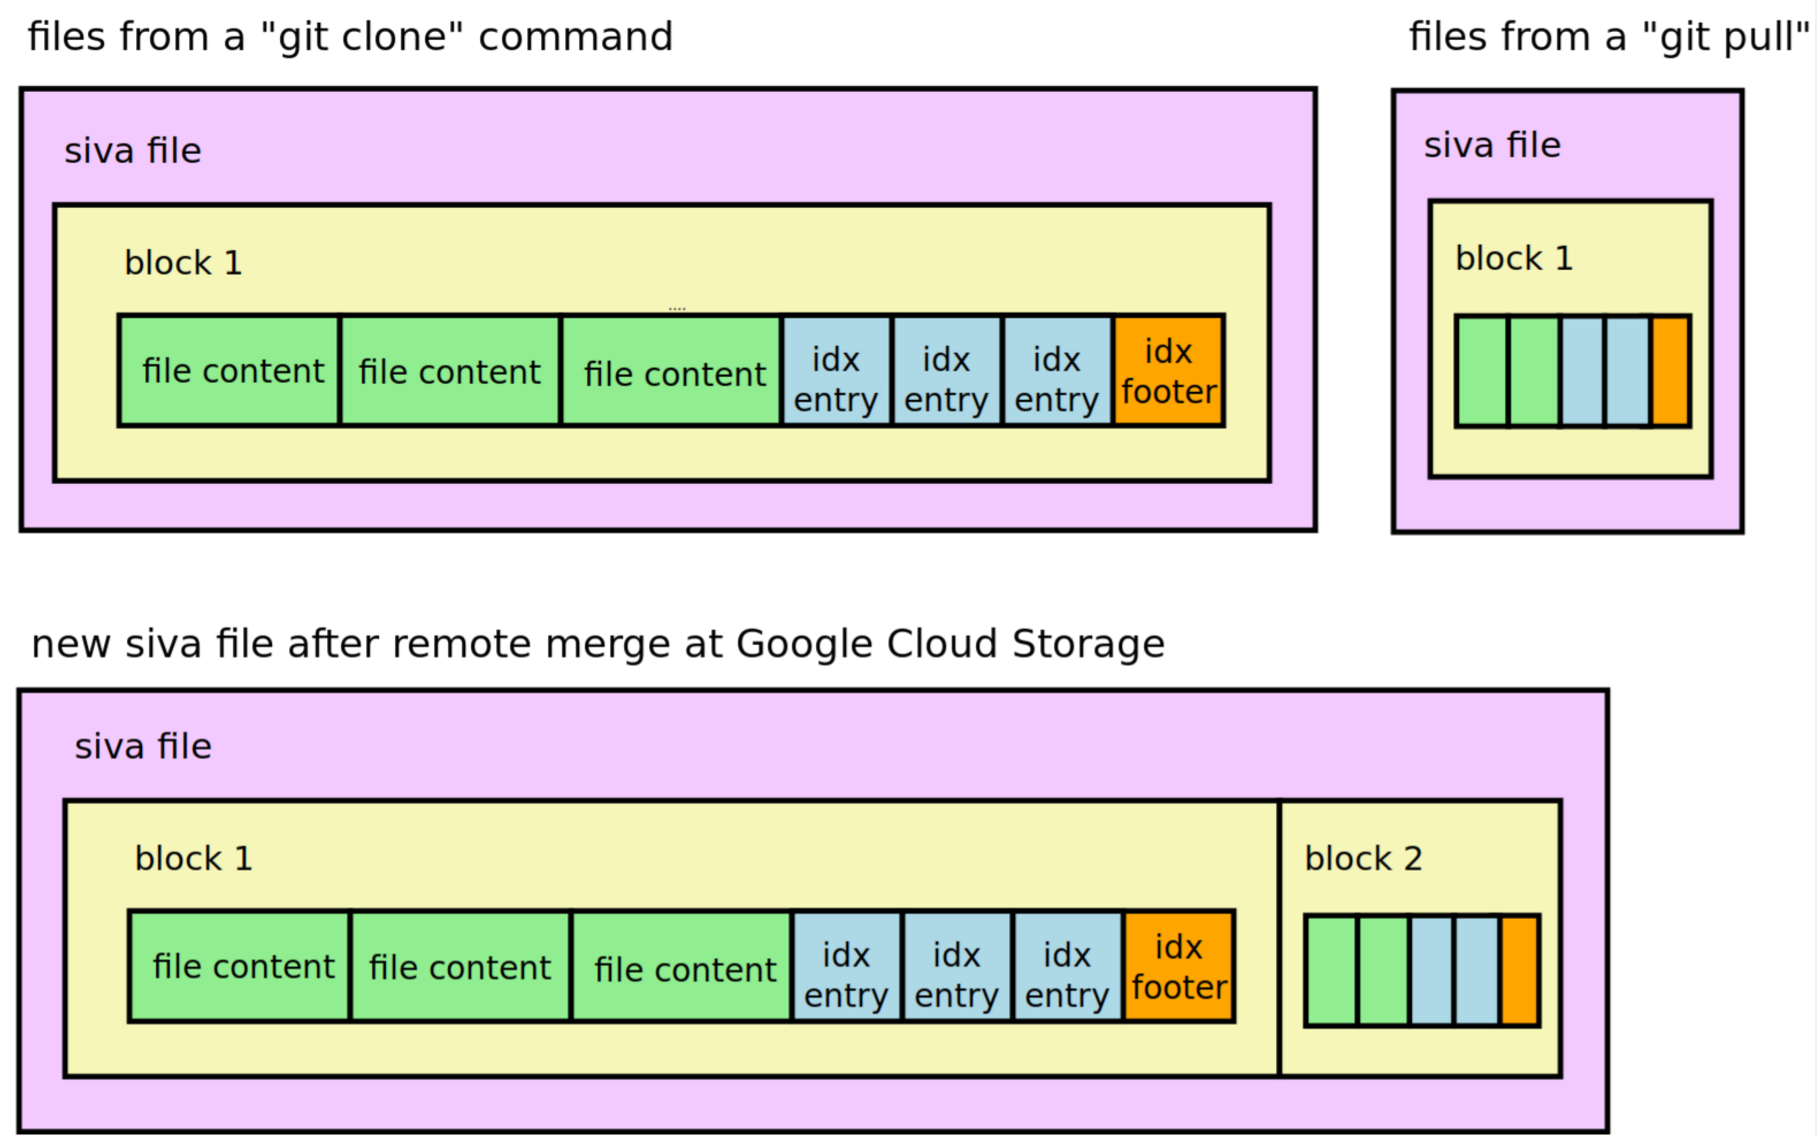 files from a "git clone" command
files from a "git pull"
siva file
siva file
block 1
block 1
....
file content
file content
file content
idx
entry
idx
entry
idx
entry
idx
footer
new siva file after remote merge at Google Cloud Storage
siva file
block 1
block 2
file content
file content
file content
idx
entry
idx
entry
idx
entry
idx
footer